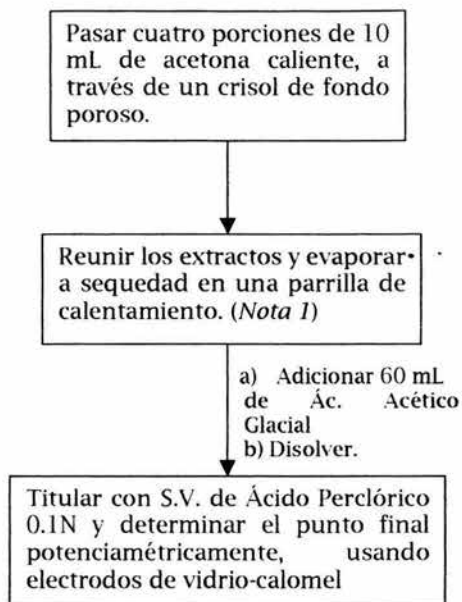 Pasar cuatro porciones de 10
mL de acetona caliente, a
través de un crisol de fondo
poroso.
Reunir los extractos y evaporar
a sequedad en una parrilla de
calentamiento. (Nota 1)
a) Adicionar 60 mL
de Ác. Acético
Glacial
b) Disolver.
Titular con S.V. de Ácido Perclórico
0.1N y determinar el punto final
potenciamétricamente, usando
electrodos de vidrio-calomel